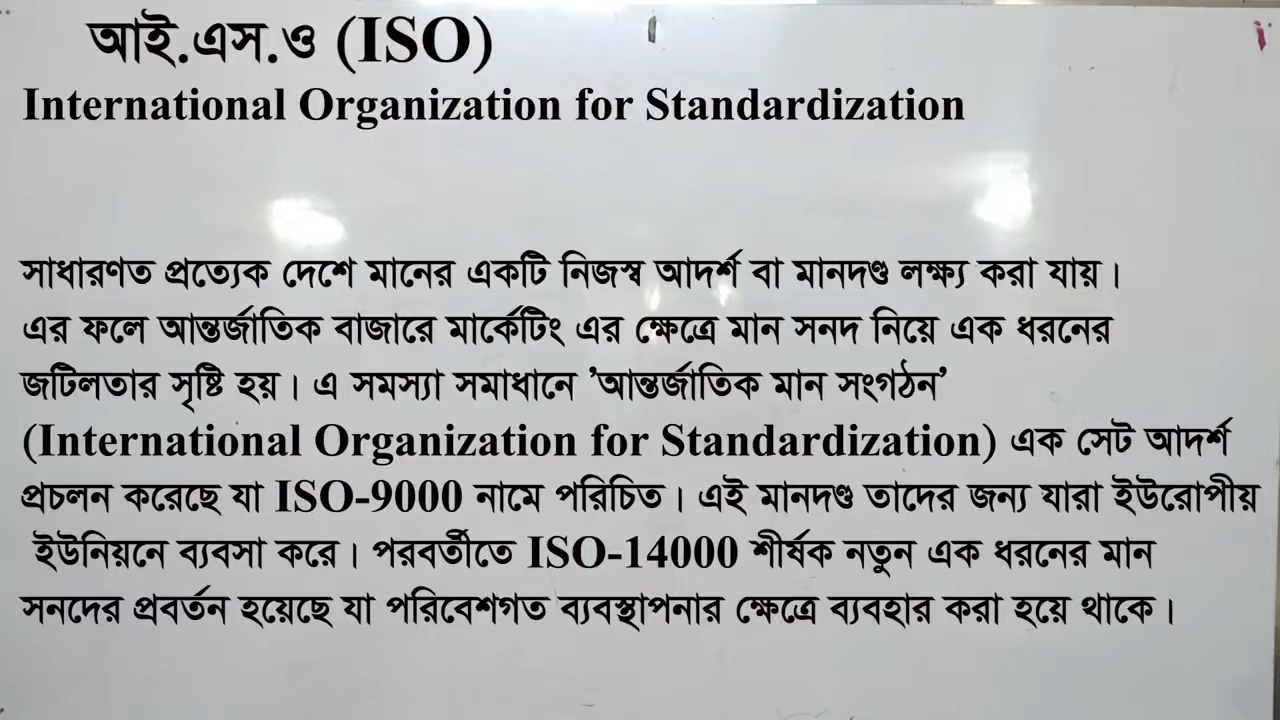 আই.এস.ও (ISO)
International Organization for Standardization
সাধারণত প্রত্যেক দেশে মানের একটি নিজস্ব আদর্শ বা মানদণ্ড লক্ষ্য করা যায়।
এর ফলে আন্তর্জাতিক বাজারে মার্কেটিং এর ক্ষেত্রে মান সনদ নিয়ে এক ধরনের
জটিলতার সৃষ্টি হয়। এ সমস্যা সমাধানে ’আন্তর্জাতিক মান সংগঠন’
(International Organization for Standardization) এক সেট আদর্শ
প্রচলন করেছে যা ISO-9000 নামে পরিচিত। এই মানদণ্ড তাদের জন্য যারা ইউরোপীয়
ইউনিয়নে ব্যবসা করে। পরবর্তীতে ISO-14000 শীর্ষক নতুন এক ধরনের মান
সনদের প্রবর্তন হয়েছে যা পরিবেশগত ব্যবস্থাপনার ক্ষেত্রে ব্যবহার করা হয়ে থাকে।